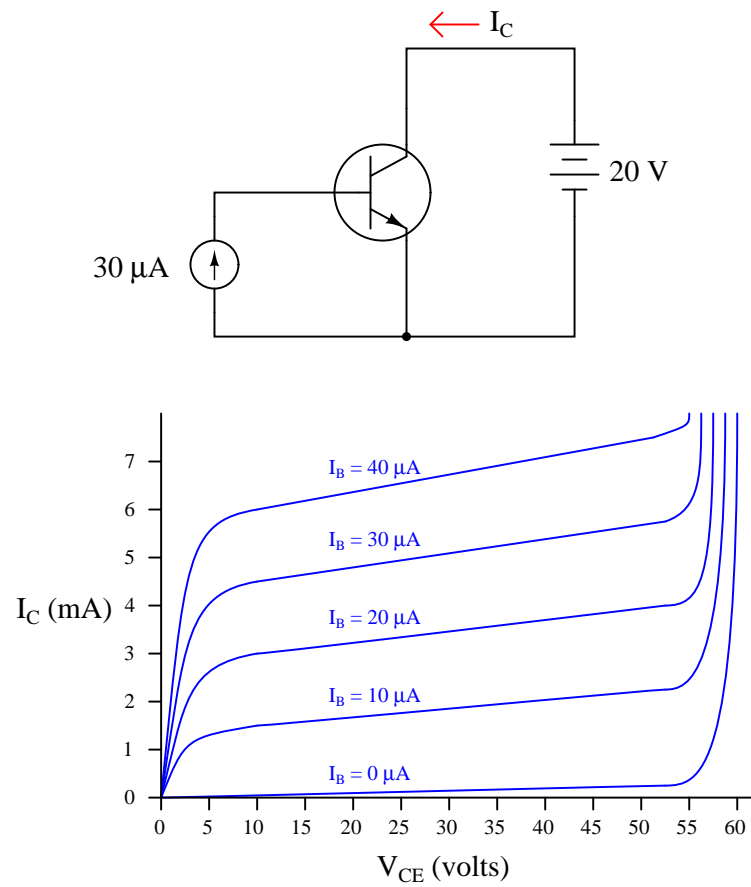 I_C
20 V
30 μA
I_B = 40 μA
I_B = 30 μA
I_B = 20 μA
I_B = 10 μA
I_B = 0 μA
7
6
5
4
3
2
1
0
I_C (mA)
0 5 10 15 20 25 30 35 40 45 50 55 60
V_CE (volts)